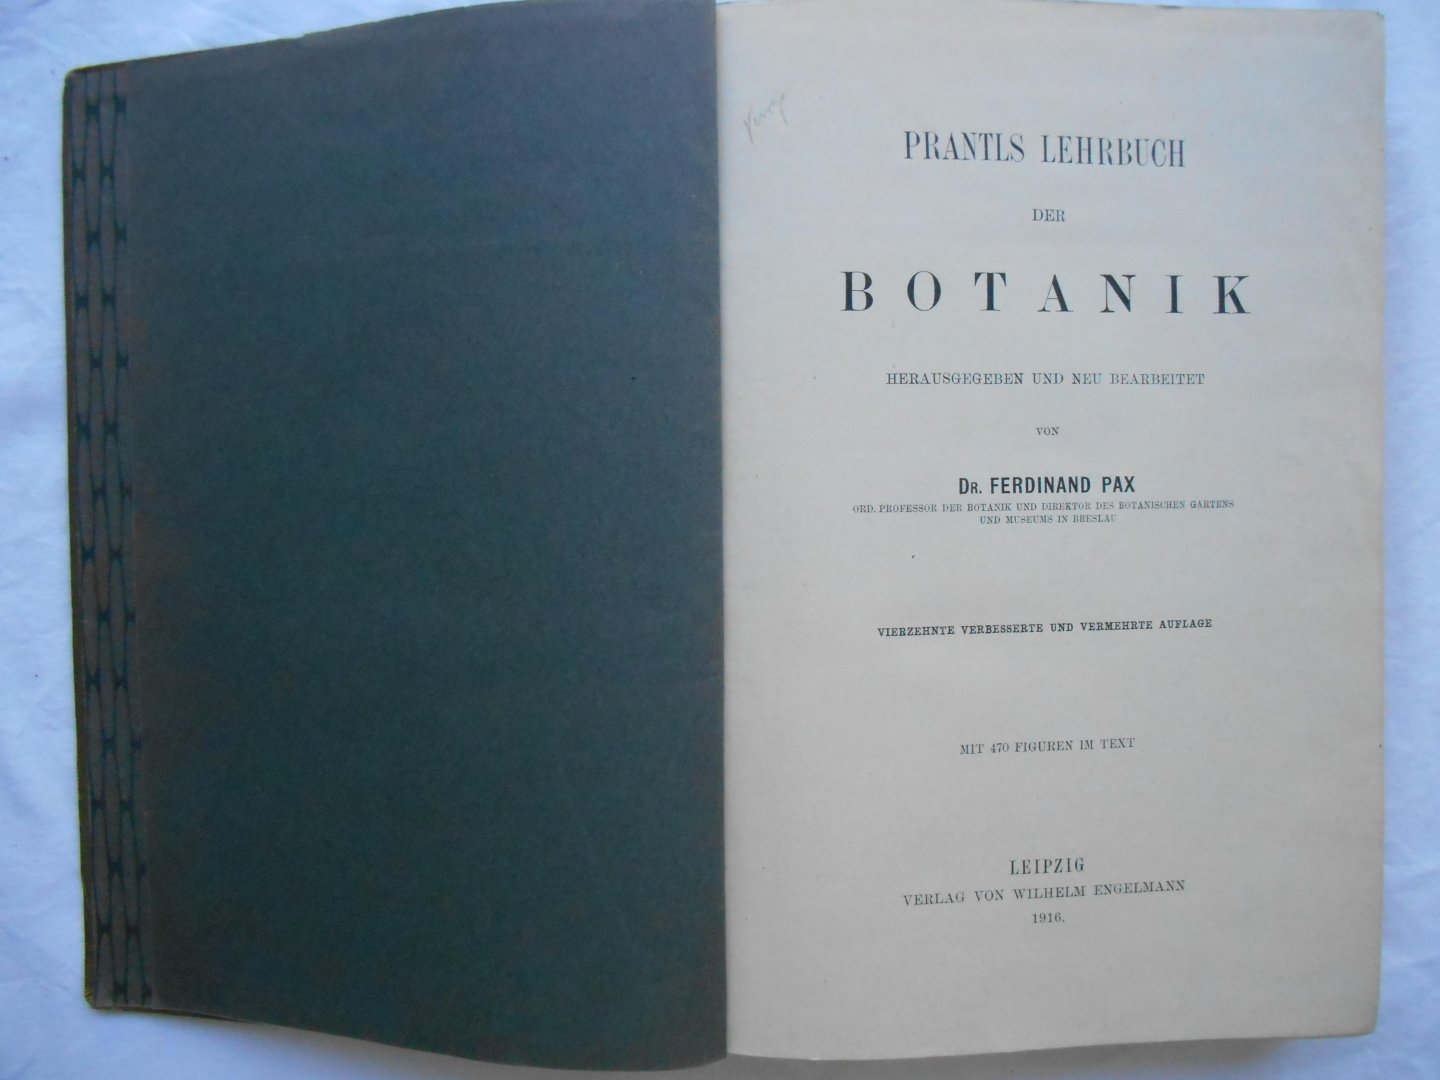 PRANTLS LEHRBUCH
DER
BOTANIK
HERAUSGEGEBEN UND NEU BEARBEITET
VON
DR. FERDINAND PAX
ORD. PROFESSOR DER BOTANIK UND DIREKTOR DES BOTANISCHEN GARTENS
UND MUSEUMS IN BRESLAU
VIERZEHNTE VERBESSERTE UND VERMEHRTE AUFLAGE
MIT 470 FIGUREN IM TEXT
LEIPZIG
VERLAG VON WILHELM ENGELMANN
1916.